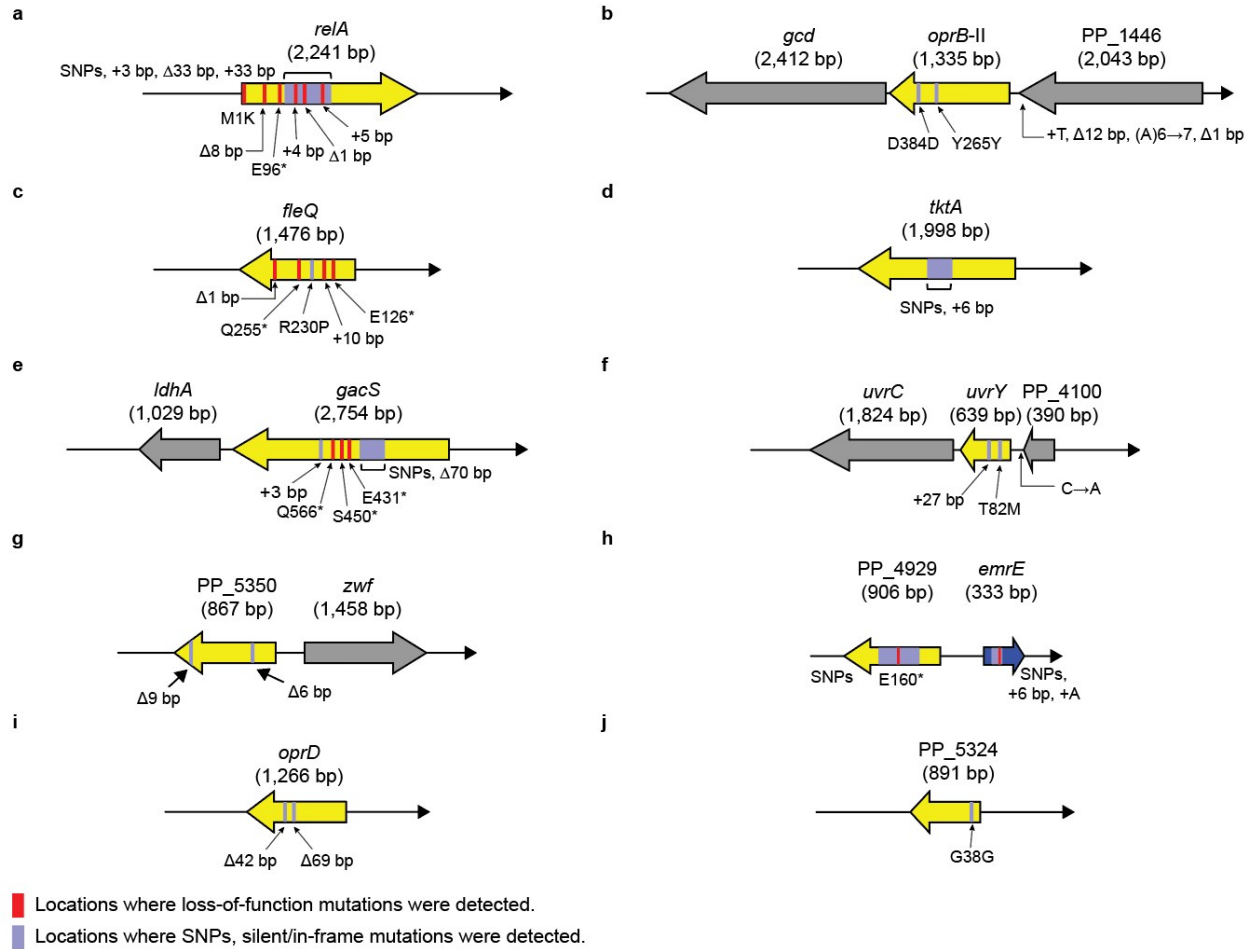 a
relA
(2,241 bp)
SNPs, +3 bp, Δ33 bp, +33 bp
M1K
+5 bp
Δ8 bp
+4 bp
Δ1 bp
E96*
b
gcd
oprB-II
PP_1446
(2,412 bp)
(1,335 bp)
(2,043 bp)
D384D
Y265Y
+T, Δ12 bp, (A)6→7, Δ1 bp
c
fleQ
(1,476 bp)
Δ1 bp
Q255*
R230P
+10 bp
E126*
d
tktA
(1,998 bp)
SNPs, +6 bp
e
ldhA
gacS
(1,029 bp)
(2,754 bp)
SNPs, Δ70 bp
+3 bp
Q566*
S450*
E431*
f
uvrC
uvrY
PP_4100
(1,824 bp)
(639 bp)
(390 bp)
+27 bp
T82M
C→A
g
PP_5350
zwf
(867 bp)
(1,458 bp)
Δ9 bp
Δ6 bp
h
PP_4929
emrE
(906 bp)
(333 bp)
SNPs
E160*
SNPs,
+6 bp, +A
i
oprD
(1,266 bp)
Δ42 bp
Δ69 bp
j
PP_5324
(891 bp)
G38G
Locations where loss-of-function mutations were detected.
Locations where SNPs, silent/in-frame mutations were detected.